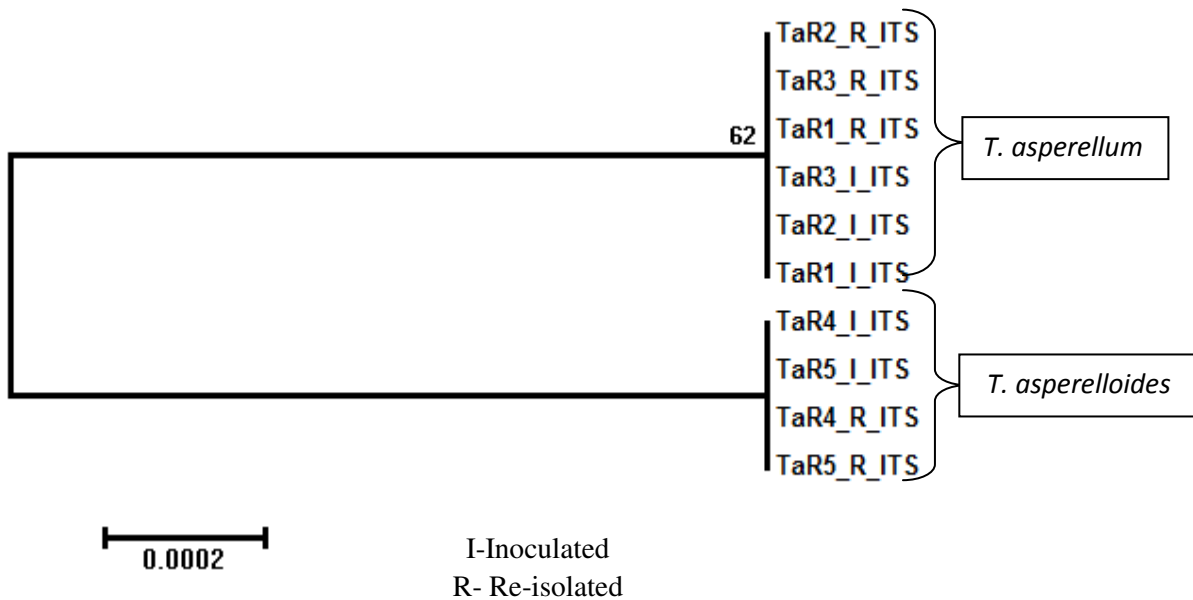 TaR2_R_ITS
TaR3_R_ITS
62
TaR1_R_ITS
T. asperellum
TaR3_I_ITS
TaR2_I_ITS
TaR1_I_ITS
TaR4_I_ITS
TaR5_I_ITS
T. asperelloides
TaR4_R_ITS
TaR5_R_ITS
0.0002
I-Inoculated
R- Re-isolated